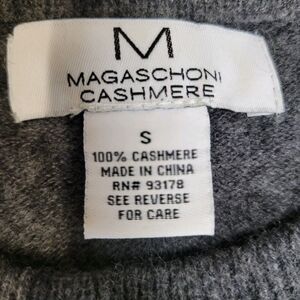 M
MAGASCHONI
CASHMERE
S
100% CASHMERE
MADE IN CHINA
RN# 93178
SEE REVERSE
FOR CARE